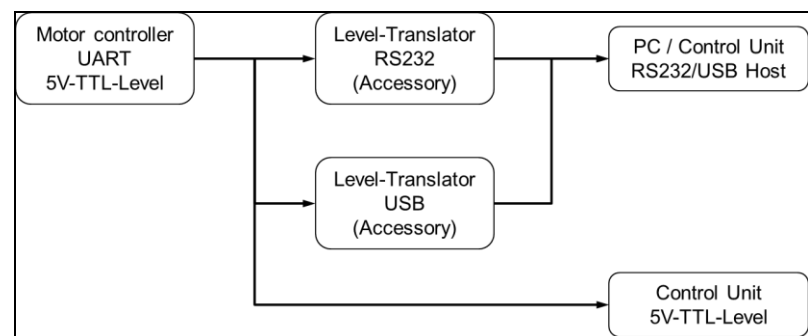 Motor controller
UART
5V-TTL-Level
Level-Translator
RS232
(Accessory)
PC / Control Unit
RS232/USB Host
Level-Translator
USB
(Accessory)
Control Unit
5V-TTL-Level